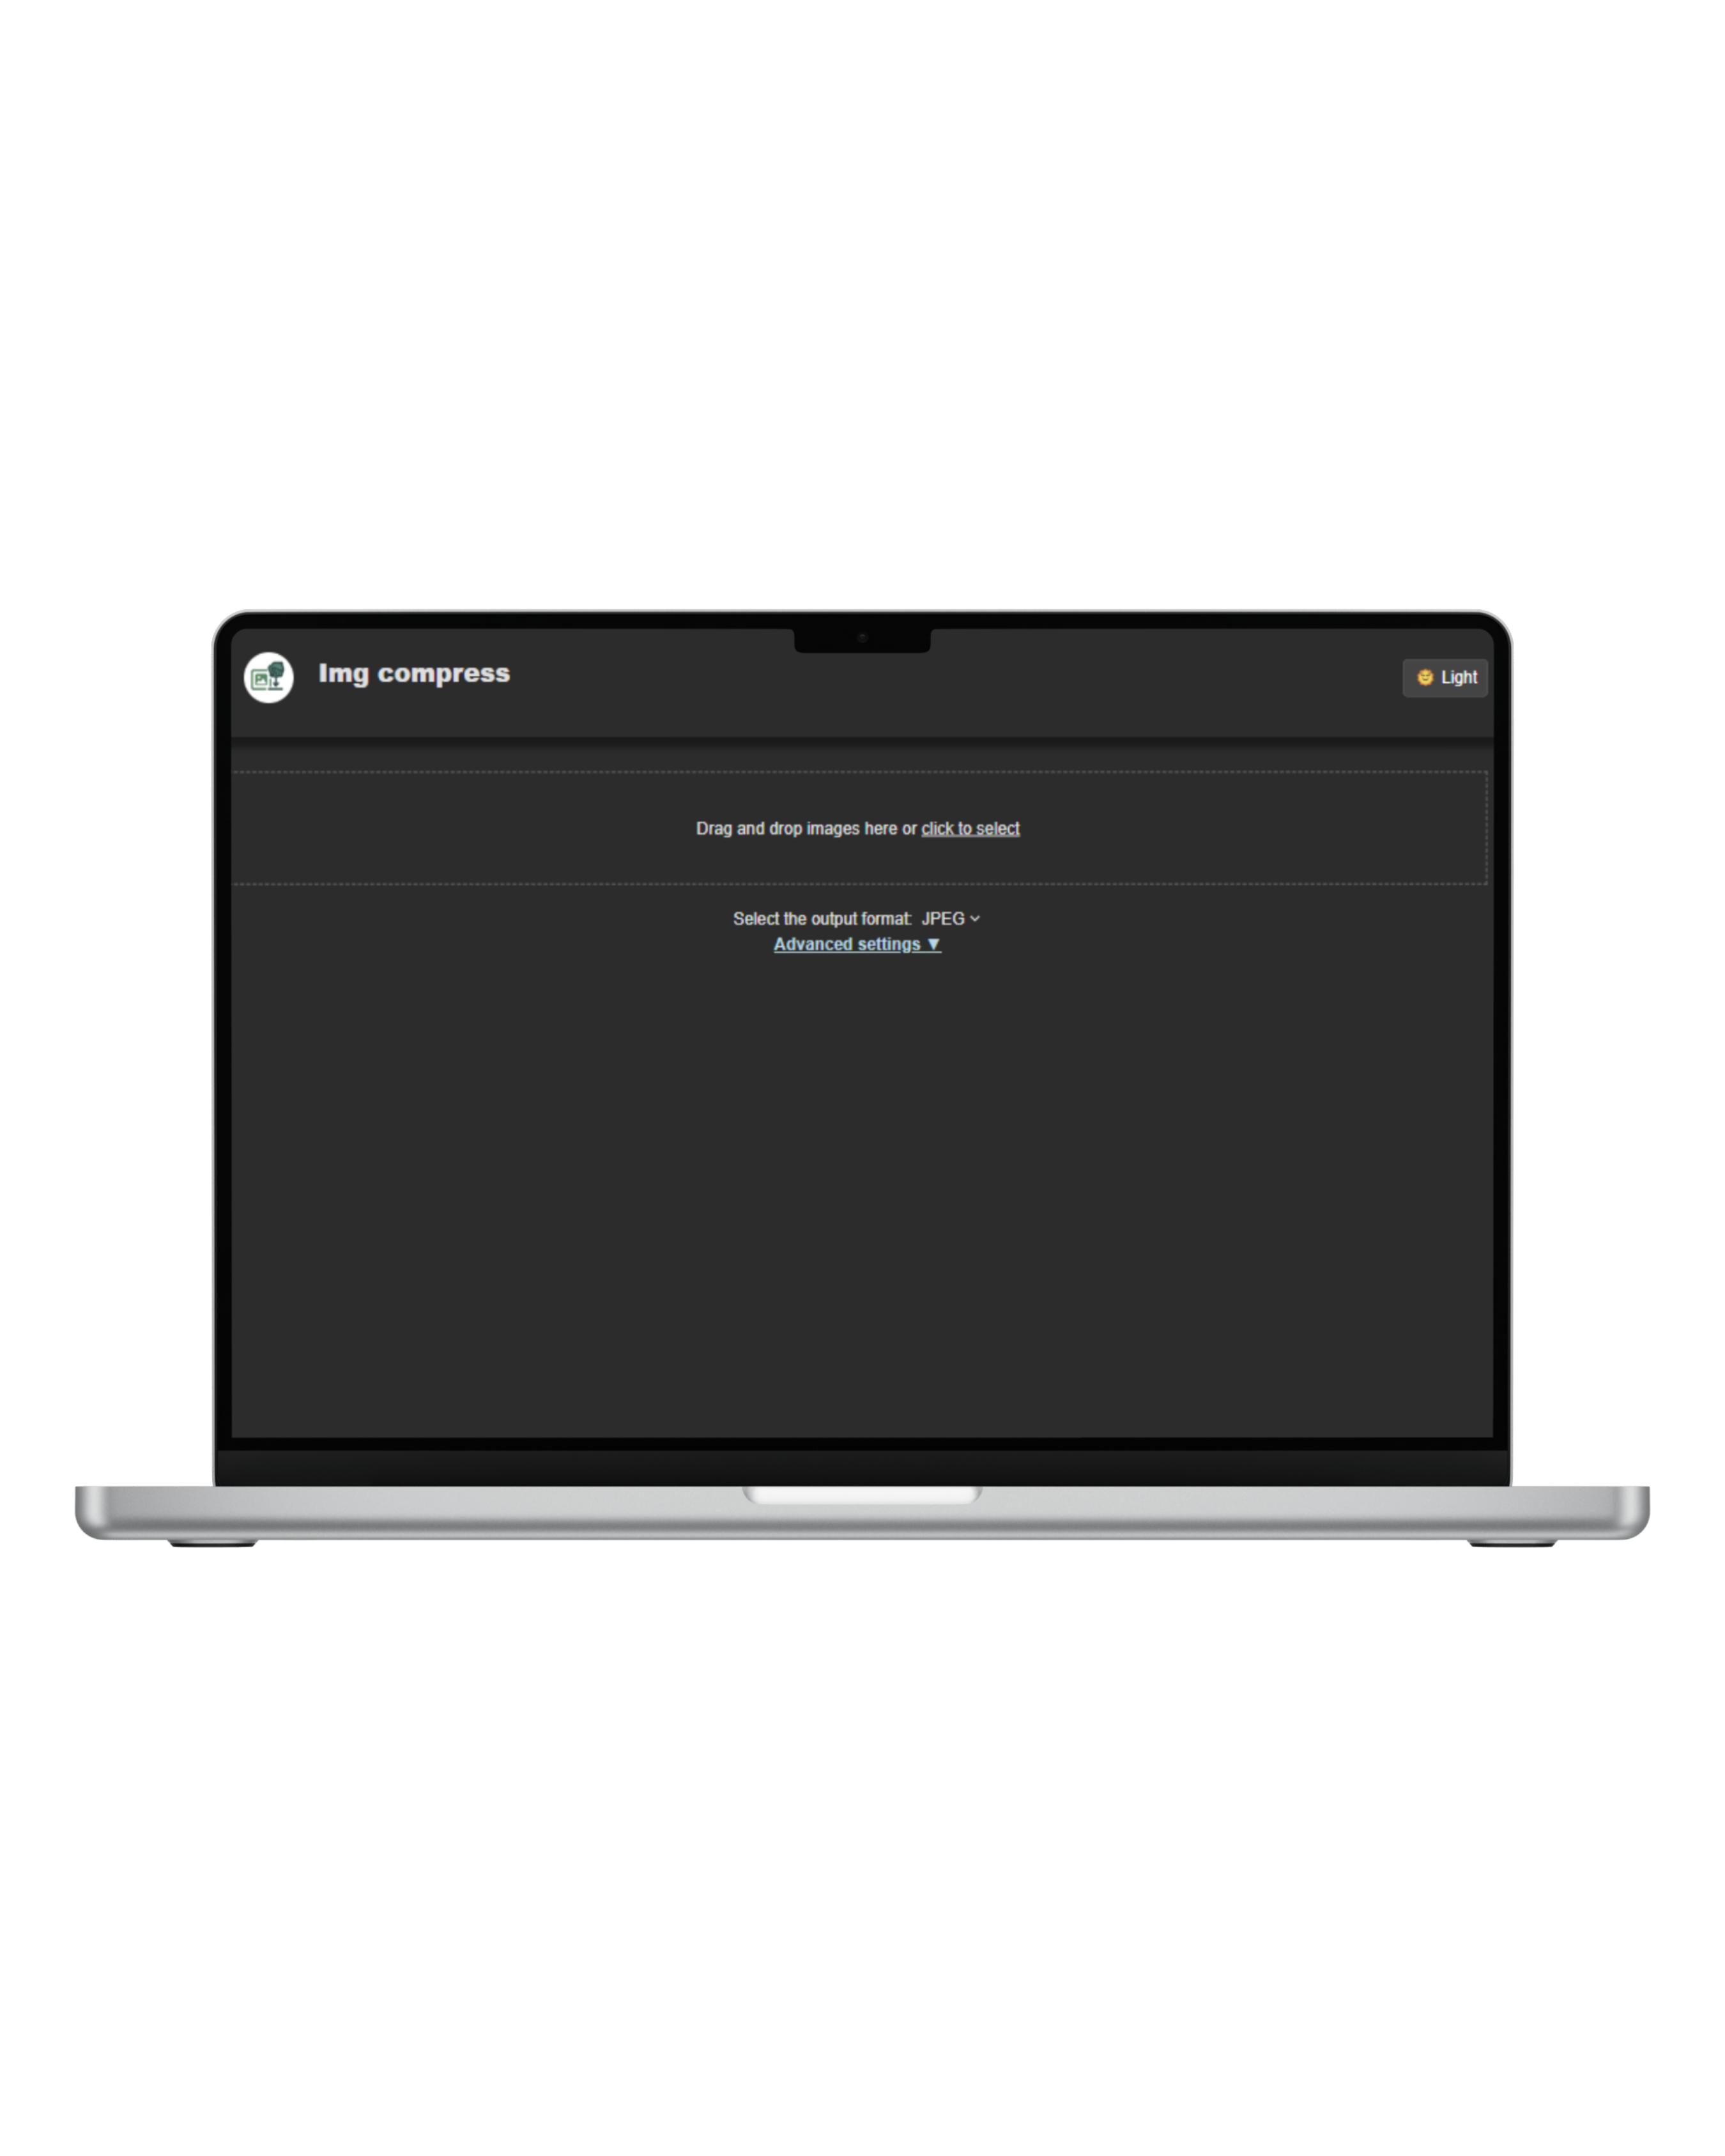 Img compress
🌞 Light
Drag and drop images here or click to select
Select the output format: JPEG
Advanced settings ▼